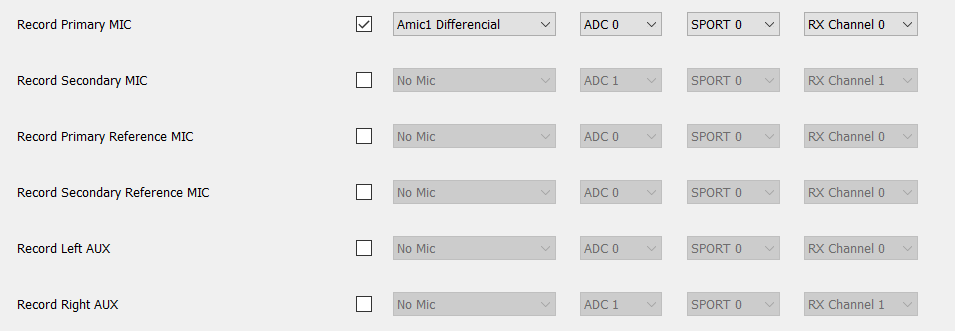 Record Primary MIC Amic1 Differencial ADC 0 SPORT 0 RX Channel 0
Record Secondary MIC No Mic ADC 1 SPORT 0 RX Channel 1
Record Primary Reference MIC No Mic ADC 0 SPORT 0 RX Channel 0
Record Secondary Reference MIC No Mic ADC 0 SPORT 0 RX Channel 0
Record Left AUX No Mic ADC 0 SPORT 0 RX Channel 0
Record Right AUX No Mic ADC 1 SPORT 0 RX Channel 1